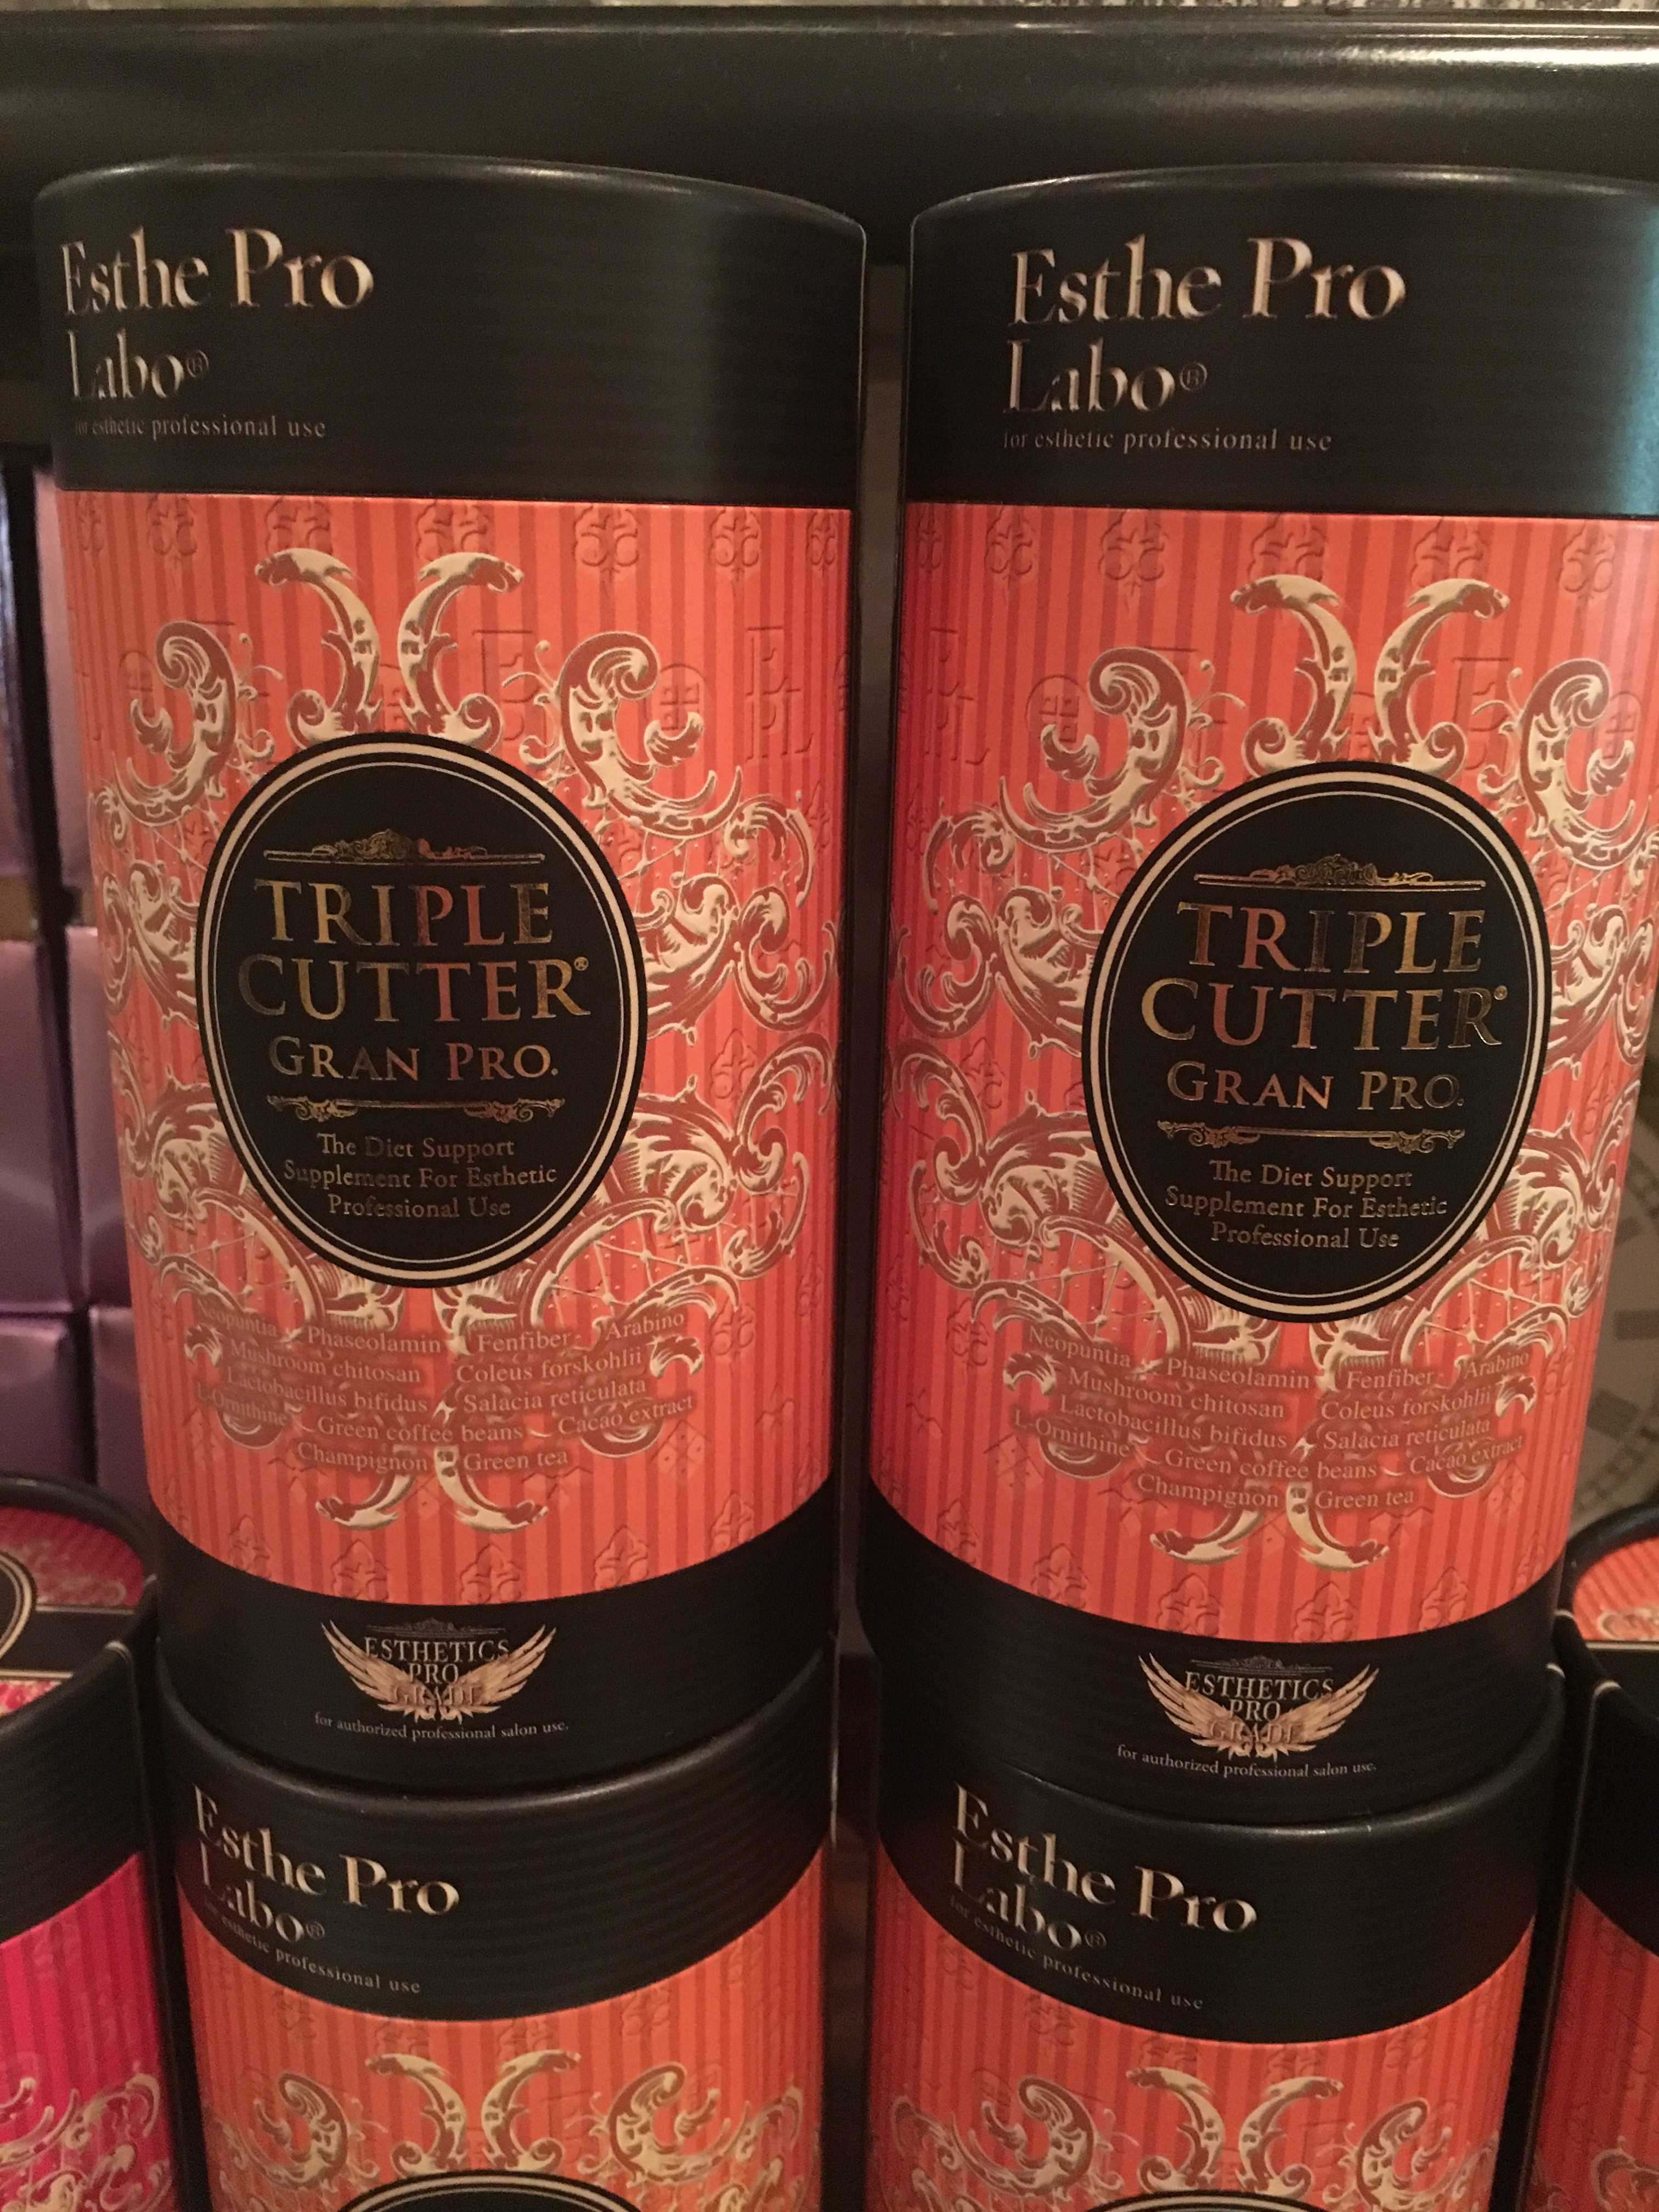 Esthe Pro
Labo®
for esthetic professional use
TRIPLE
CUTTER®
GRAN PRO.
The Diet Support
Supplement For Esthetic
Professional Use
Neopuntia Phaseolamin Fenfiber Arabino
Mushroom chitosan Coleus forskohlii
Lactobacillus bifidus Salacia reticulata
L-Ornithine Green coffee beans Cacao extract
Champignon Green tea
ESTHETICS
PRO
GRADE
for authorized professional salon use.
Esthe Pro
Labo®
for esthetic professional use
Esthe Pro
Labo®
for esthetic professional use
TRIPLE
CUTTER®
GRAN PRO.
The Diet Support
Supplement For Esthetic
Professional Use
Neopuntia Phaseolamin Fenfiber Arabino
Mushroom chitosan Coleus forskohlii
Lactobacillus bifidus Salacia reticulata
L-Ornithine Green coffee beans Cacao extract
Champignon Green tea
ESTHETICS
PRO
GRADE
for authorized professional salon use.
Esthe Pro
Labo®
for esthetic professional use